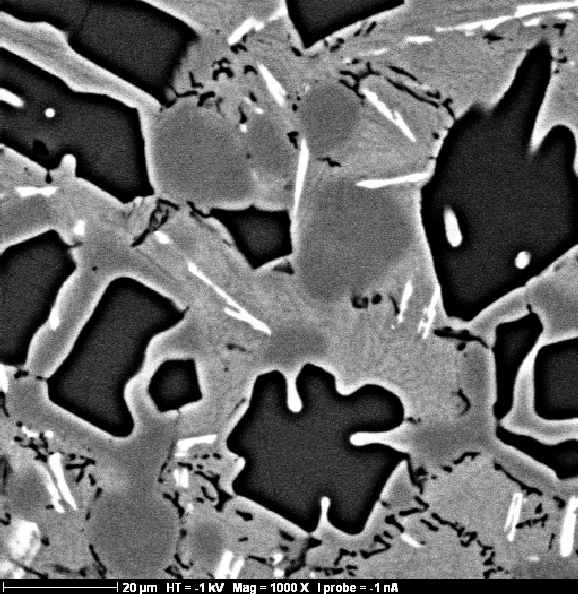 20 µm HT = -1 kV Mag = 1000 X I probe = -1 nA